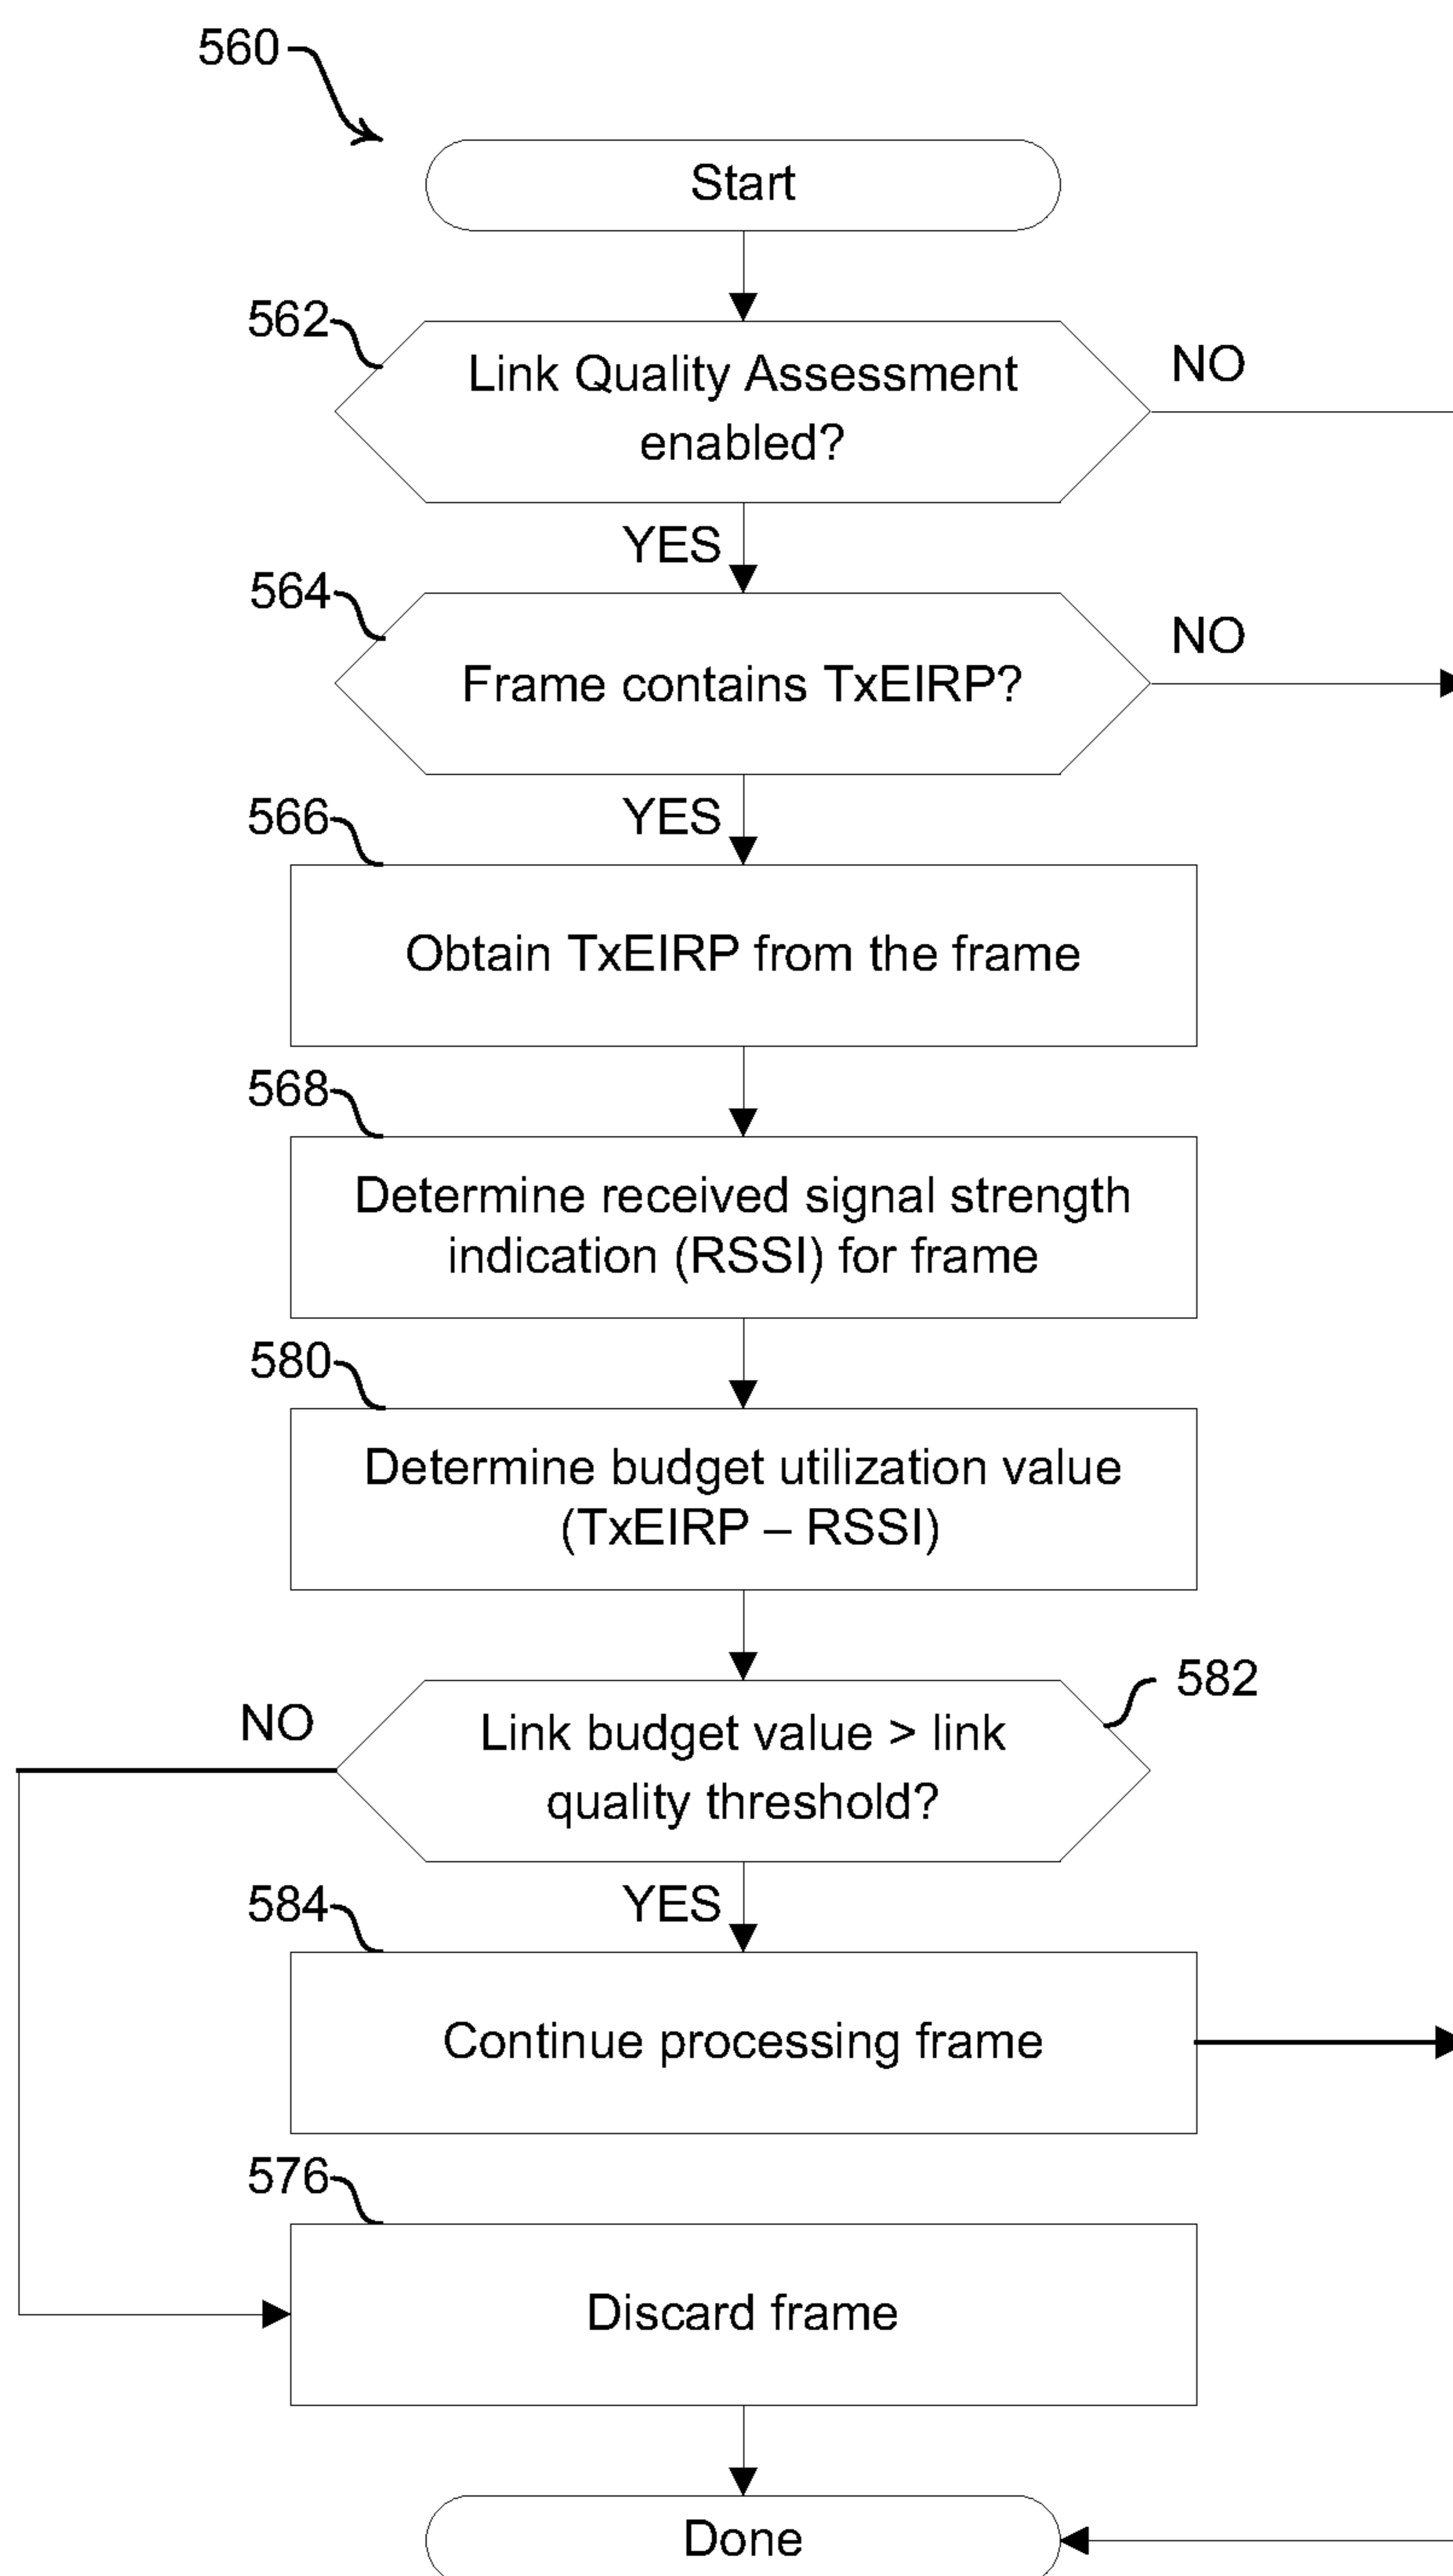 560
Start
562
Link Quality Assessment
enabled?
NO
YES
564
Frame contains TxEIRP?
NO
YES
566
Obtain TxEIRP from the frame
568
Determine received signal strength
indication (RSSI) for frame
580
Determine budget utilization value
(TxEIRP – RSSI)
582
NO
Link budget value > link
quality threshold?
YES
584
Continue processing frame
576
Discard frame
Done